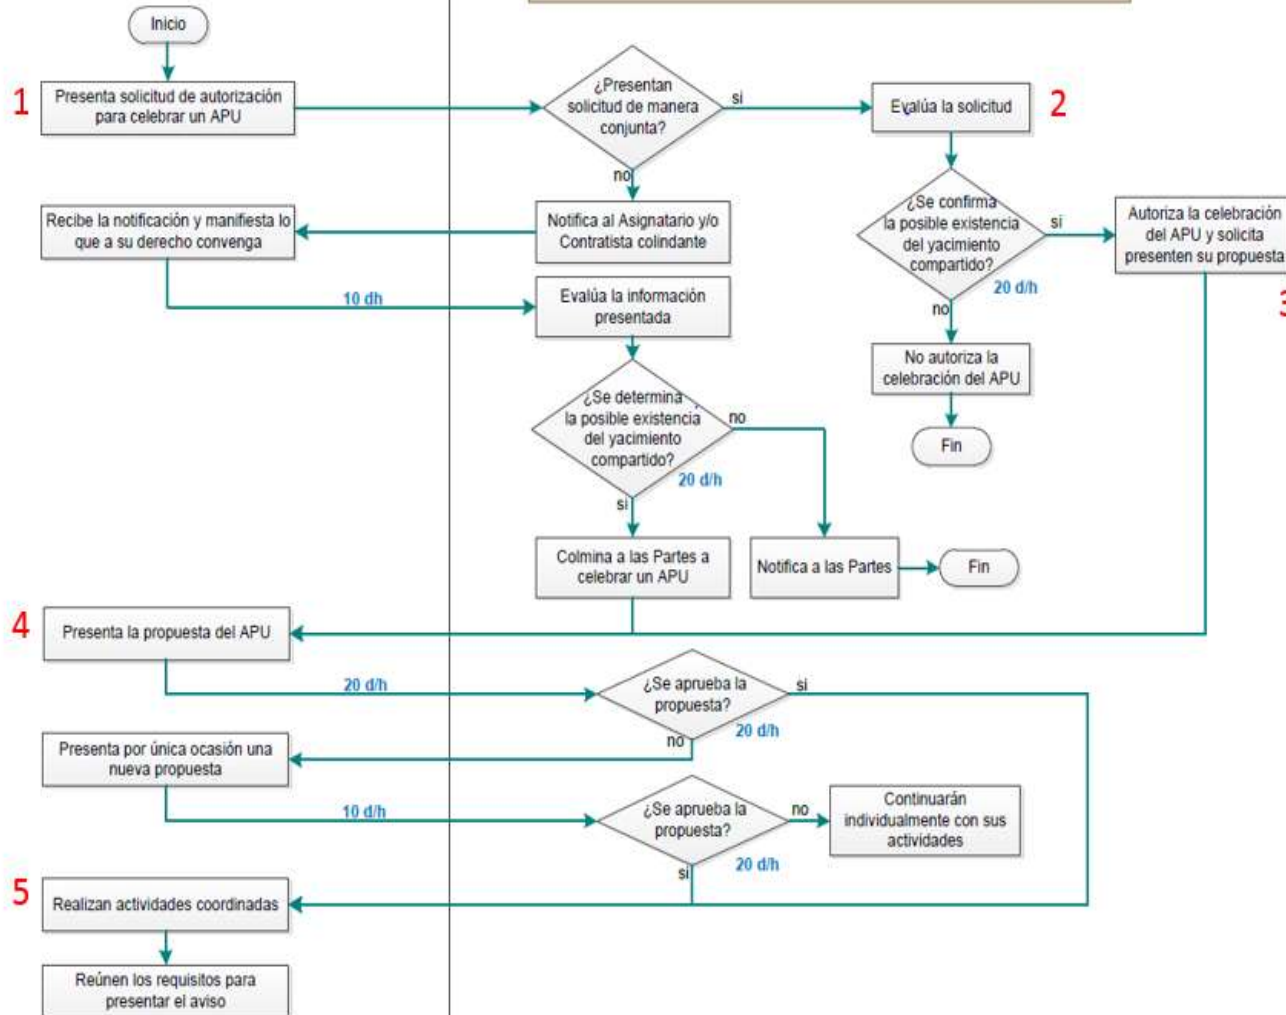 Inicio
1
Presenta solicitud de autorización
para celebrar un APU
¿Presentan
solicitud de manera
conjunta?
si
no
Evalúa la solicitud
2
Recibe la notificación y manifiesta lo
que a su derecho convenga
Notifica al Asignatario y/o
Contratista colindante
¿Se confirma
la posible existencia
del yacimiento
compartido?
si
20 d/h
no
Autoriza la celebración
del APU y solicita
presenten su propuesta
3
10 dh
Evalúa la información
presentada
No autoriza la
celebración del APU
Fin
¿Se determina
la posible existencia
del yacimiento
compartido?
no
20 d/h
si
Colmina a las Partes a
celebrar un APU
Notifica a las Partes
Fin
4
Presenta la propuesta del APU
20 d/h
¿Se aprueba la
propuesta?
si
20 d/h
no
Presenta por única ocasión una
nueva propuesta
10 d/h
¿Se aprueba la
propuesta?
no
20 d/h
si
Continuarán
individualmente con sus
actividades
5
Realizan actividades coordinadas
Reúnen los requisitos para
presentar el aviso